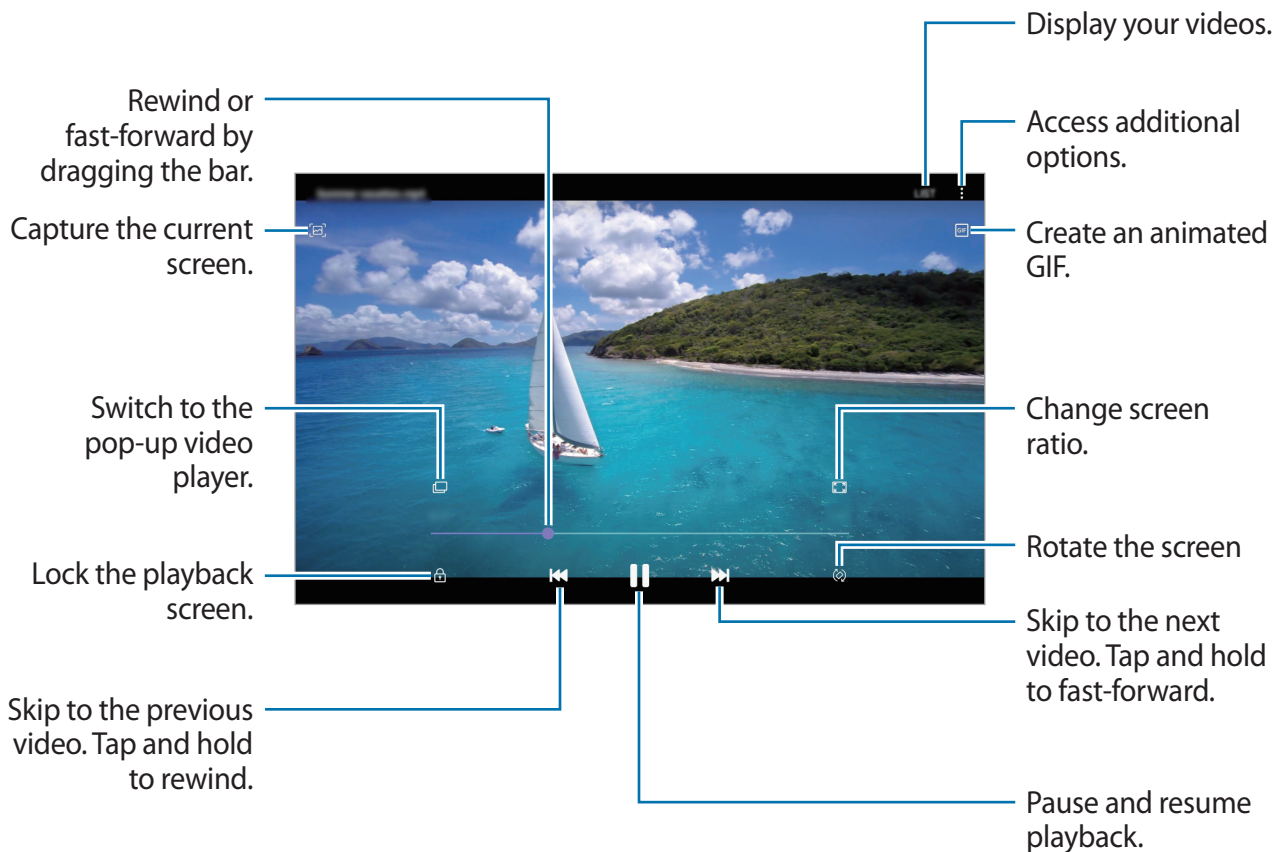 Display your videos.
Rewind or
fast-forward by
dragging the bar.
Access additional
options.
Capture the current
screen.
GIF
Create an animated
GIF.
Switch to the
pop-up video
player.
Change screen
ratio.
Lock the playback
screen.
Rotate the screen
Skip to the next
video. Tap and hold
to fast-forward.
Skip to the previous
video. Tap and hold
to rewind.
Pause and resume
playback.